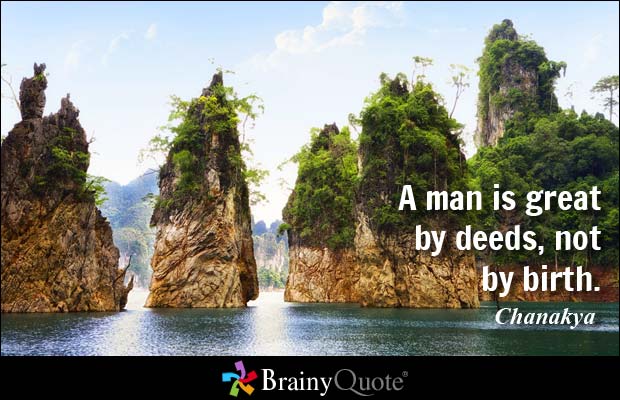 A man is great
by deeds, not
by birth.
Chanakya
BrainyQuote®